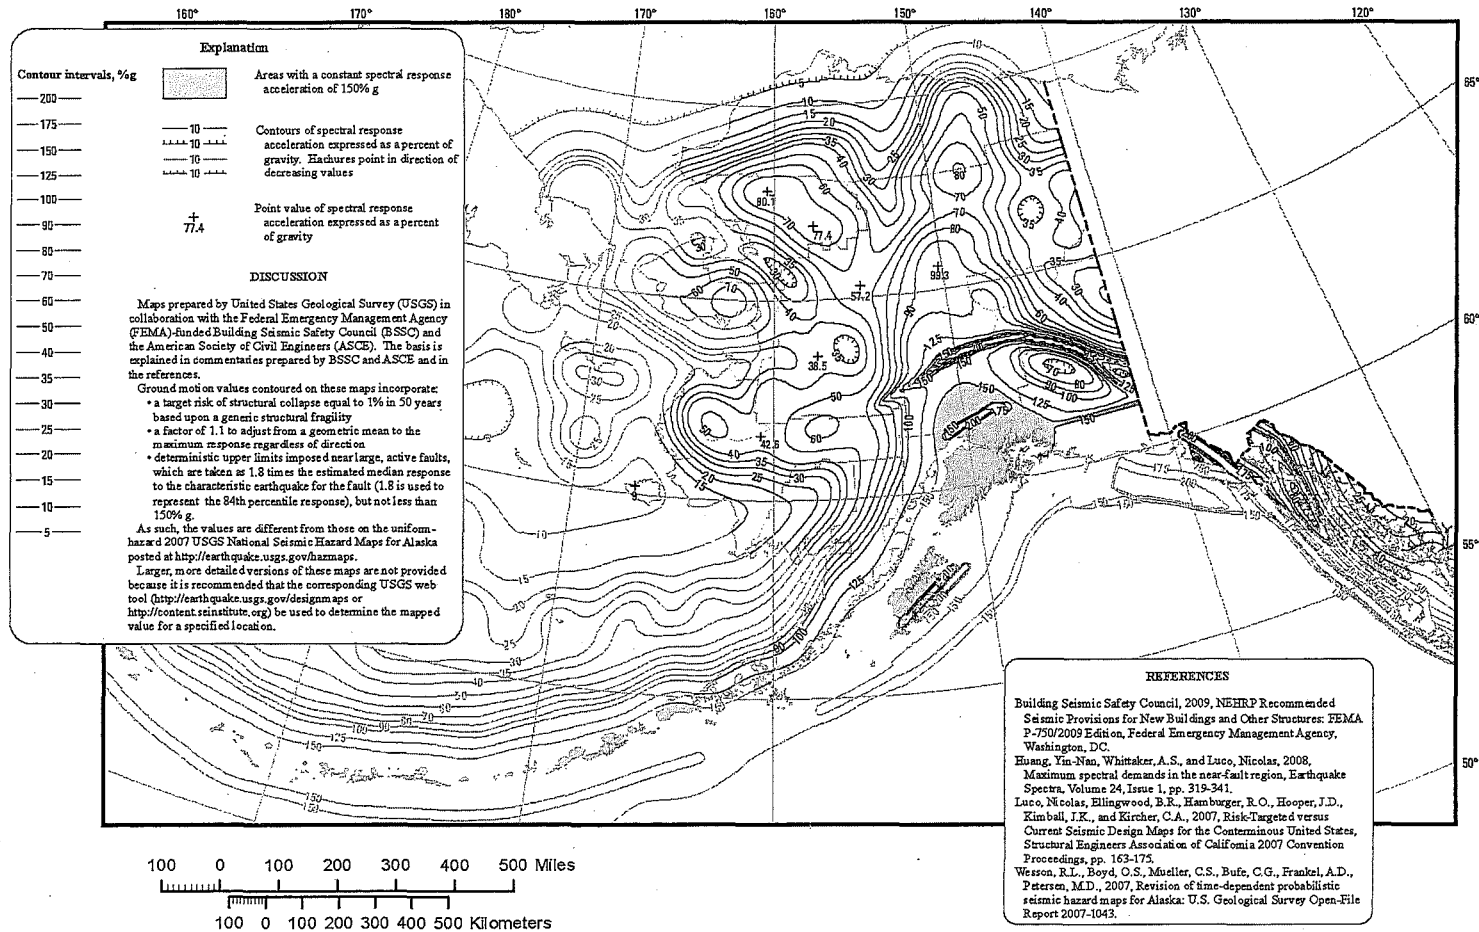 160° 170° 180° 170° 160° 150° 140° 130° 120°
Explanation
Contour intervals, %g
200
175
150
125
100
90
80
70
60
50
40
35
30
25
20
15
10
5
Areas with a constant spectral response
acceleration of 150% g
10
10
10
10
Contours of spectral response
acceleration expressed as a percent of
gravity. Hachures point in direction of
decreasing values
+
77.4
Point value of spectral response
acceleration expressed as a percent
of gravity
DISCUSSION
Maps prepared by United States Geological Survey (USGS) in
collaboration with the Federal Emergency Management Agency
(FEMA)-funded Building Seismic Safety Council (BSSC) and
the American Society of Civil Engineers (ASCE). The basis is
explained in commentaries prepared by BSSC and ASCE and in
the references.
Ground motion values contoured on these maps incorporate:
• a target risk of structural collapse equal to 1% in 50 years
based upon a generic structural fragility
• a factor of 1.1 to adjust from a geometric mean to the
maximum response regardless of direction
• deterministic upper limits imposed near large, active faults,
which are taken as 1.8 times the estimated median response
to the characteristic earthquake for the fault (1.8 is used to
represent the 84th percentile response), but not less than
150% g.
As such, the values are different from those on the uniform-
hazard 2007 USGS National Seismic Hazard Maps for Alaska
posted at http://earthquake.usgs.gov/hazmaps.
Larger, more detailed versions of these maps are not provided
because it is recommended that the corresponding USGS web
tool (http://earthquake.usgs.gov/designmaps or
http://content.seinstitute.org) be used to determine the mapped
value for a specified location.
65°
60°
55°
50°
80.1
77.4
99.3
57.2
38.5
42.6
9
REFERENCES
Building Seismic Safety Council, 2009, NEHRP Recommended
Seismic Provisions for New Buildings and Other Structures: FEMA
P-750/2009 Edition, Federal Emergency Management Agency,
Washington, DC.
Huang, Yin-Nan, Whittaker, A.S., and Luco, Nicolas, 2008,
Maximum spectral demands in the near-fault region, Earthquake
Spectra, Volume 24, Issue 1, pp. 319-341.
Luco, Nicolas, Ellingwood, B.R., Hamburger, R.O., Hooper, J.D.,
Kimball, J.K., and Kircher, C.A., 2007, Risk-Targeted versus
Current Seismic Design Maps for the Conterminous United States,
Structural Engineers Association of California 2007 Convention
Proceedings, pp. 163-175.
Wesson, R.L., Boyd, O.S., Mueller, C.S., Bufe, C.G., Frankel, A.D.,
Petersen, M.D., 2007, Revision of time-dependent probabilistic
seismic hazard maps for Alaska: U.S. Geological Survey Open-File
Report 2007-1043.
100 0 100 200 300 400 500 Miles
100 0 100 200 300 400 500 Kilometers